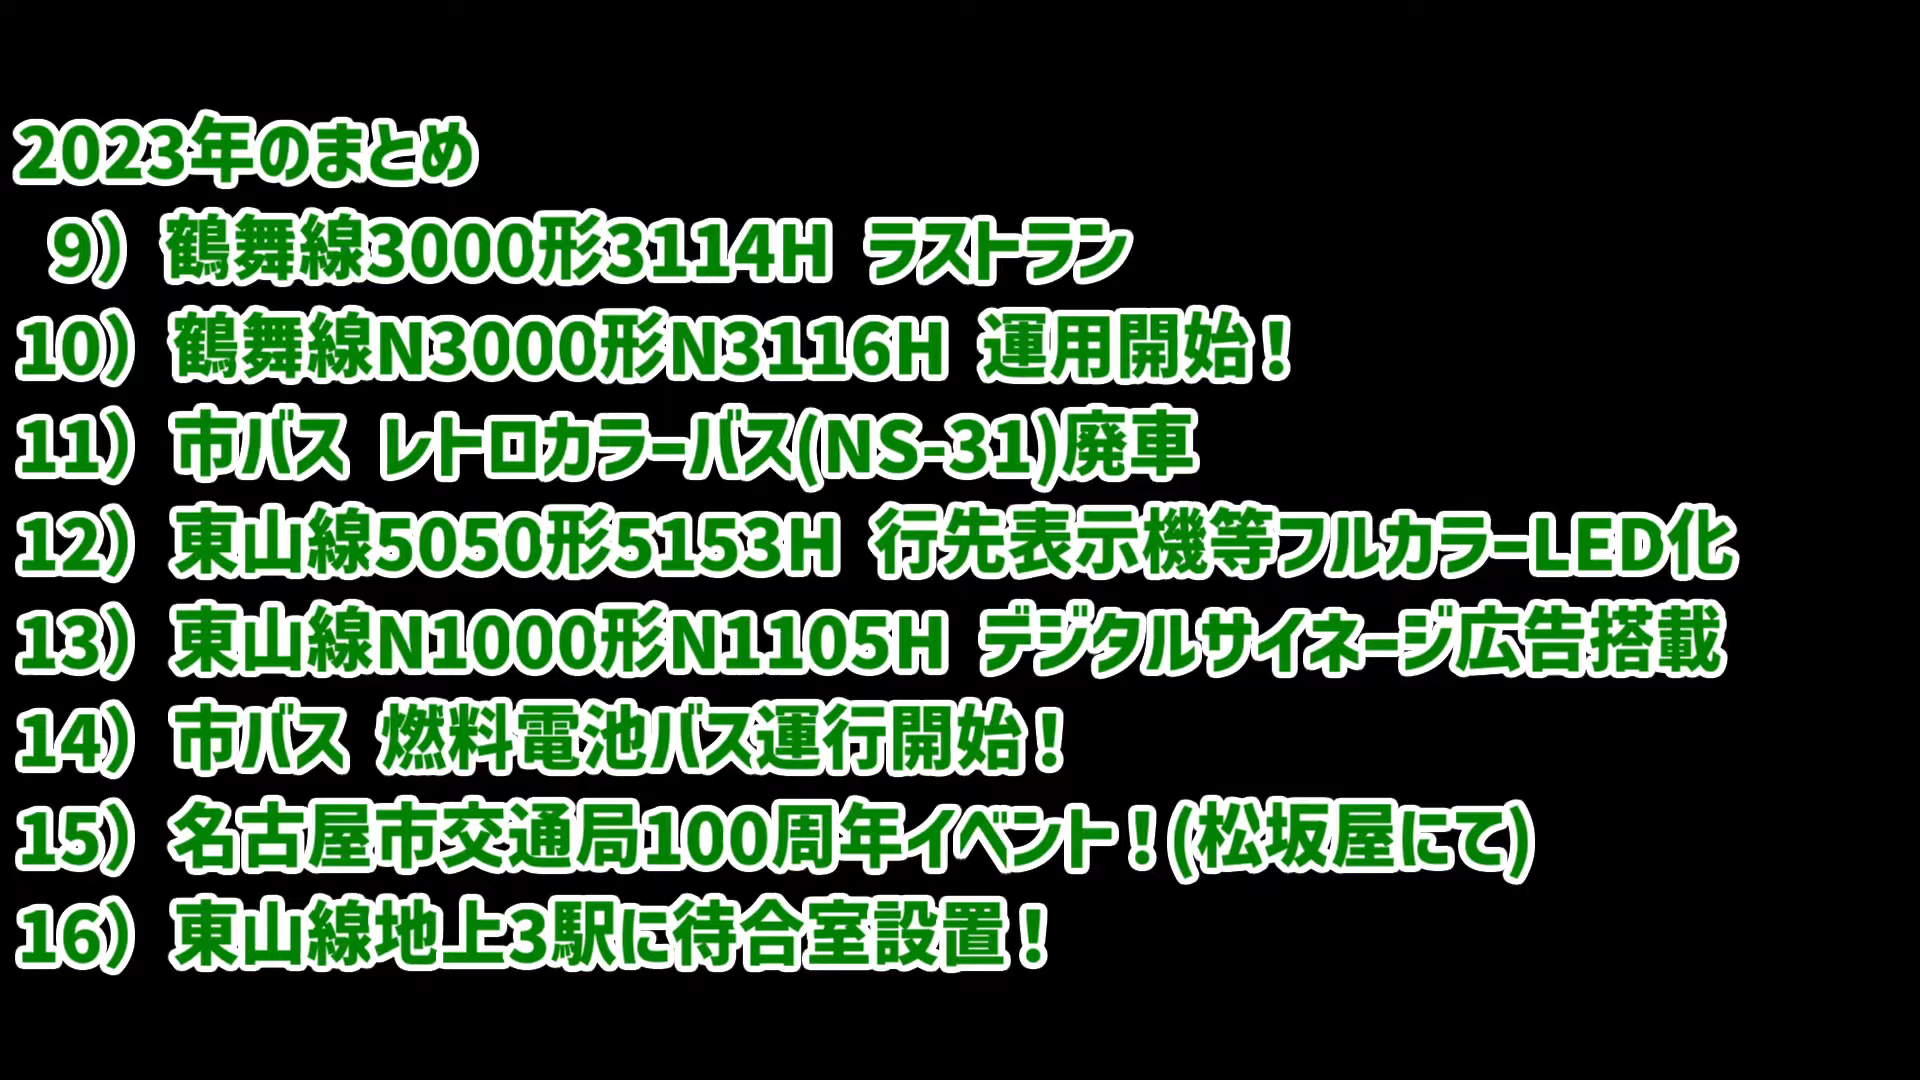 2023年のまとめ
9）鶴舞線3000形3114H ラストラン
10）鶴舞線N3000形N3116H 運用開始！
11）市バス レトロカラーバス(NS-31)廃車
12）東山線5050形5153H 行先表示機等フルカラーLED化
13）東山線N1000形N1105H デジタルサイネージ広告搭載
14）市バス 燃料電池バス運行開始！
15）名古屋市交通局100周年イベント！(松坂屋にて)
16）東山線地上3駅に待合室設置！